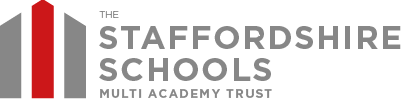 THE
STAFFORDSHIRE
SCHOOLS
MULTI ACADEMY TRUST